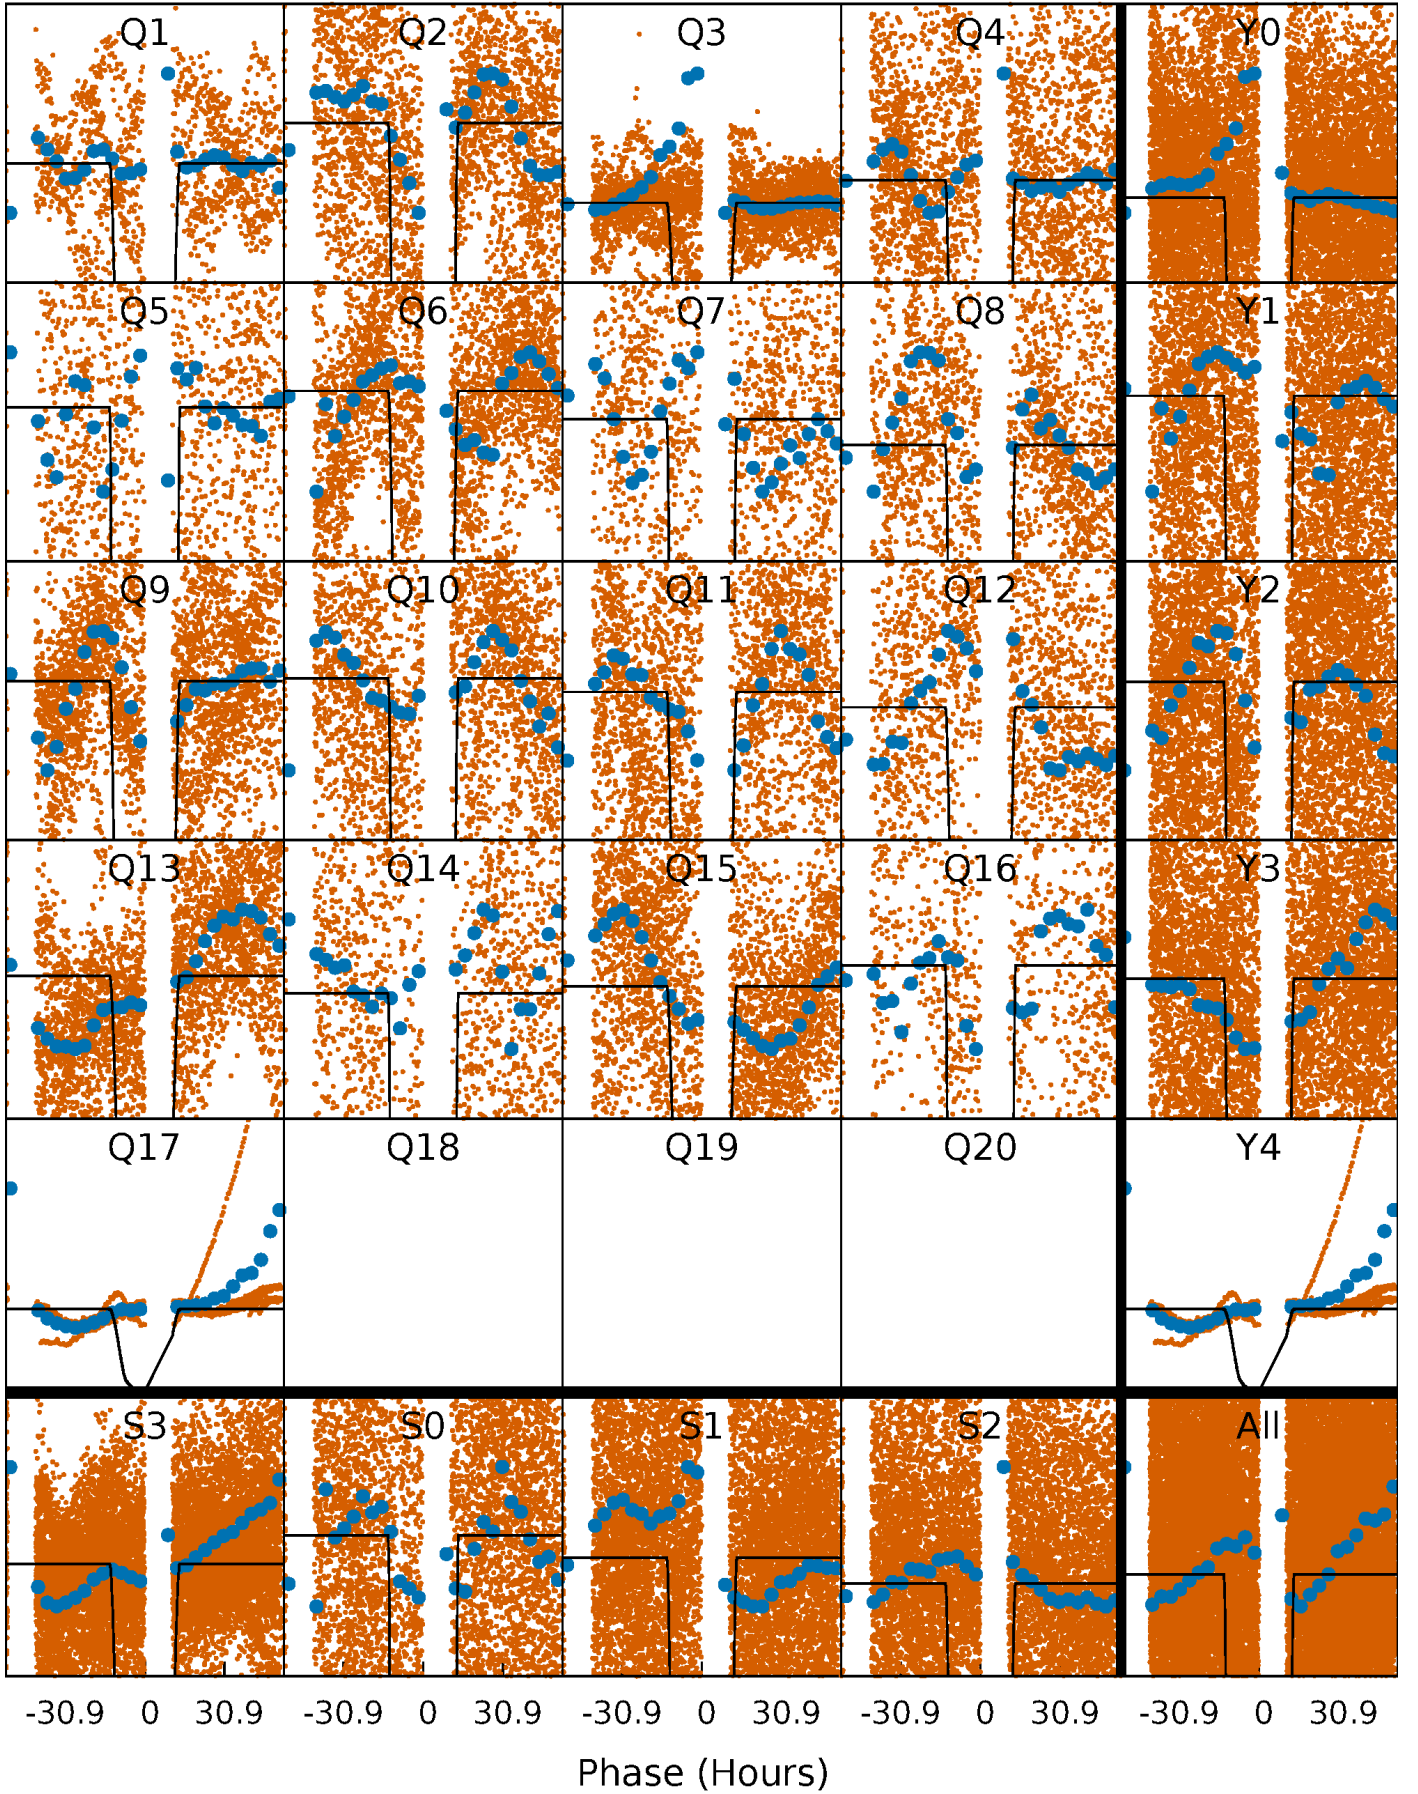 Q1 Q2 Q3 Q4 Y0
Q5 Q6 Q7 Q8 Y1
Q9 Q10 Q11 Q12 Y2
Q13 Q14 Q15 Q16 Y3
Q17 Q18 Q19 Q20 Y4
S3 S0 S1 S2 All
-30.9 0 30.9 -30.9 0 30.9 -30.9 0 30.9 -30.9 0 30.9 -30.9 0 30.9
Phase (Hours)